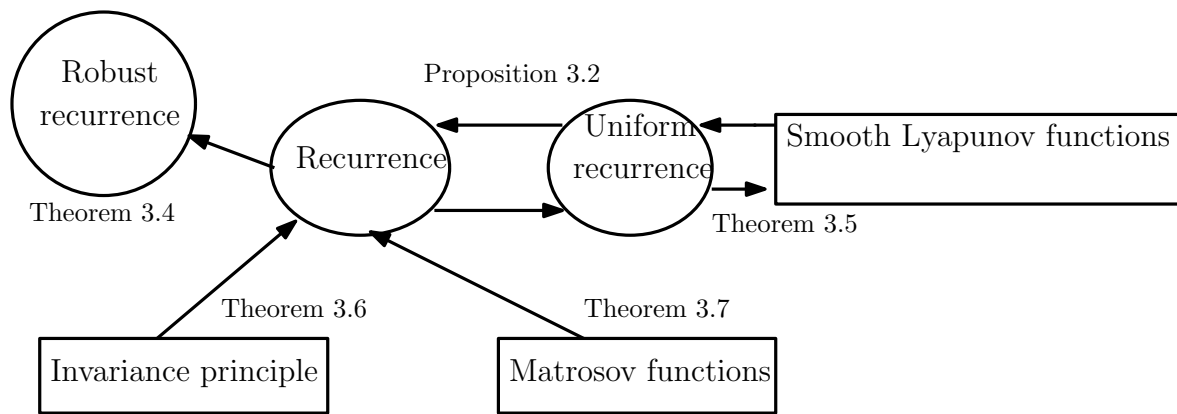 Robust
recurrence
Proposition 3.2
Recurrence
Uniform
recurrence
Smooth Lyapunov functions
Theorem 3.4
Theorem 3.5
Theorem 3.6
Theorem 3.7
Invariance principle
Matrosov functions